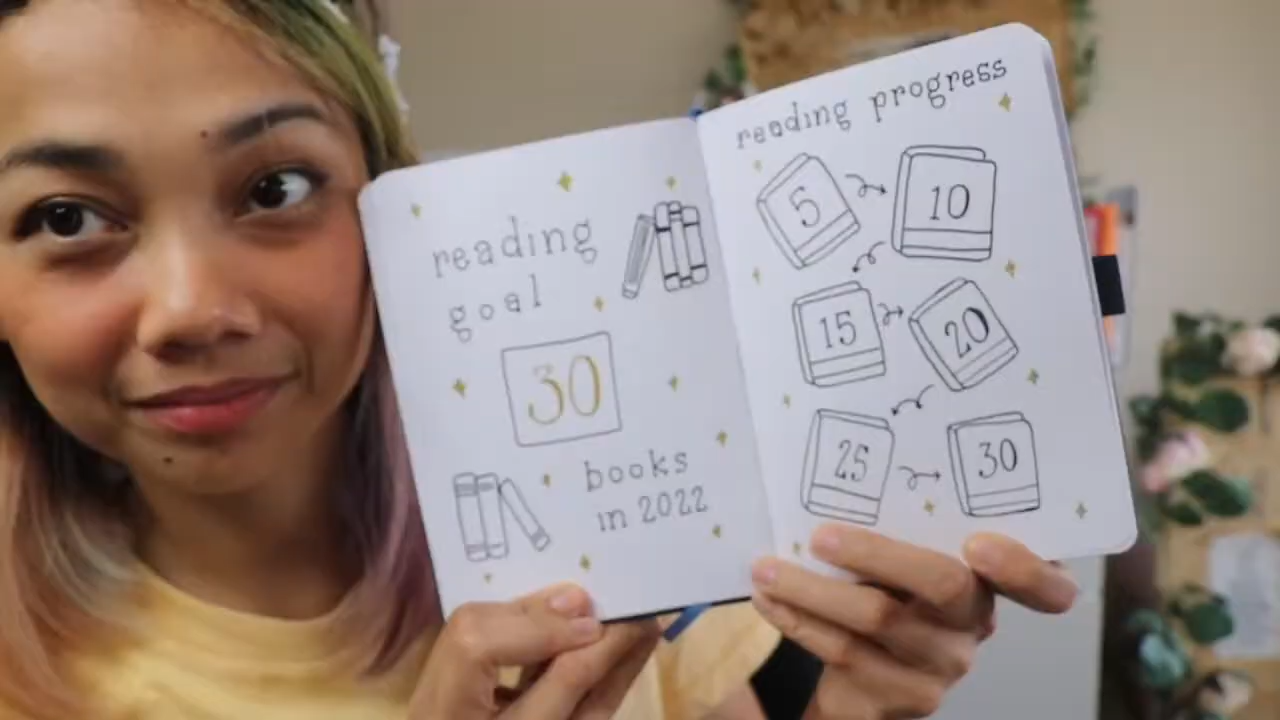 reading
goal
30
books
in 2022
reading progress
5
10
15
20
25
30